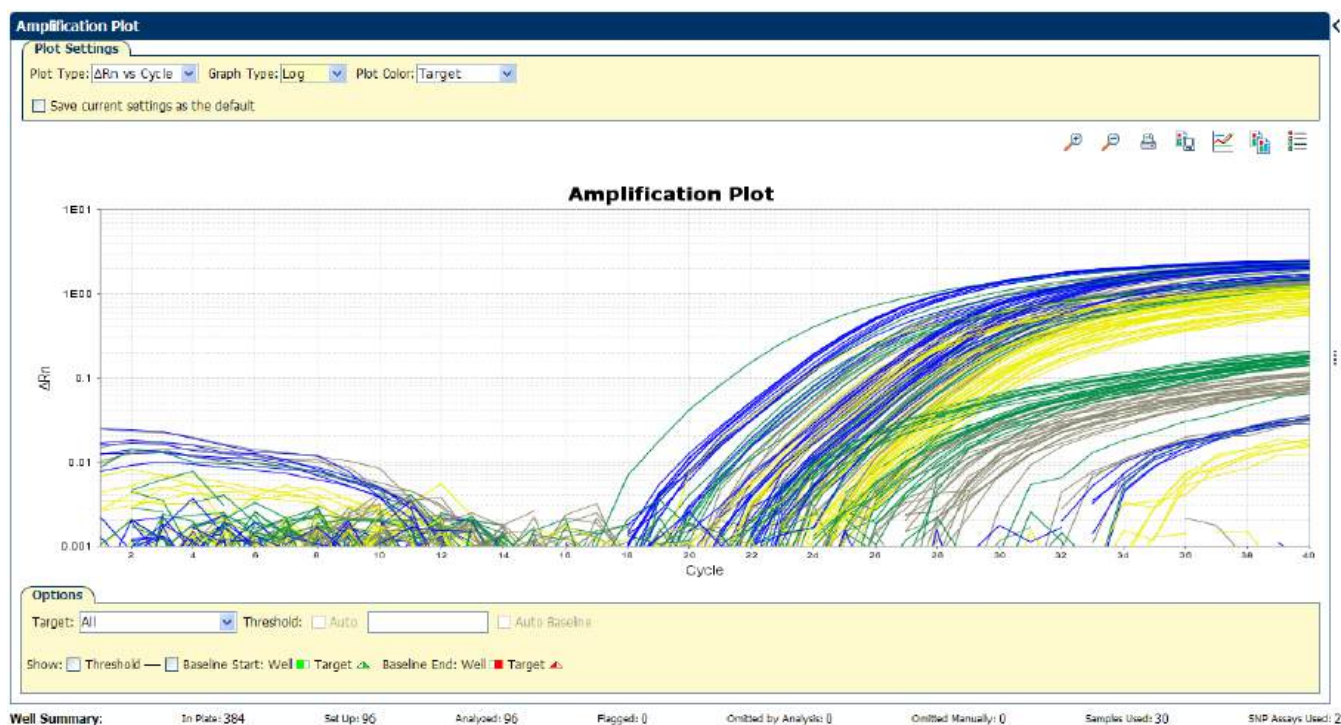 Amplification Plot
Plot Settings
Plot Type: ΔRn vs Cycle Graph Type: Log Plot Color: Target
Save current settings as the default
Amplification Plot
1E01
1E00
0.1
0.01
0.001
ΔRn
2 4 6 8 10 12 14 16 18 20 22 24 26 28 30 32 34 36 38 40
Cycle
Options
Target: All Threshold: Auto Auto Baseline
Show: Threshold — Baseline Start: Well Target Baseline End: Well Target
Well Summary: In Plate: 384 Set Up: 96 Analyzed: 96 Flagged: 0 Omitted by Analysis: 0 Omitted Manually: 0 Samples Used: 30 SNP Assays Used: 2